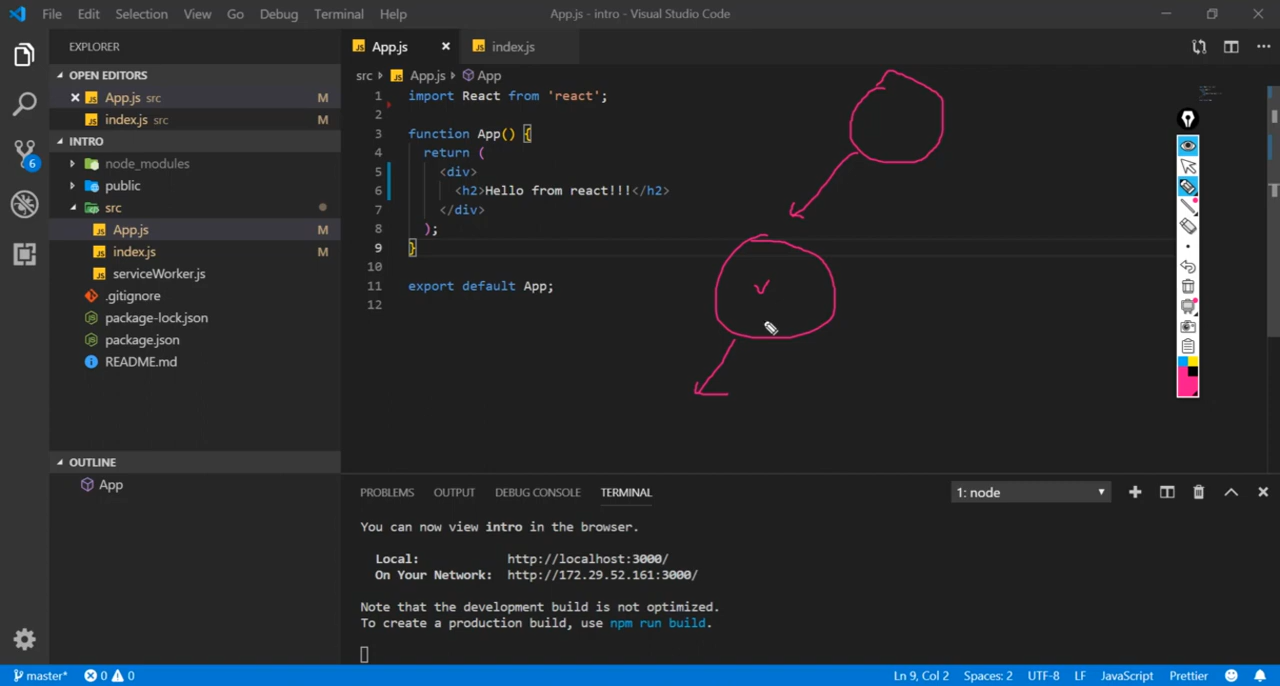 File Edit Selection View Go Debug Terminal Help
App.js - intro - Visual Studio Code
EXPLORER
OPEN EDITORS
App.js src M
index.js src M
INTRO
node_modules
public
src
App.js M
index.js M
serviceWorker.js
.gitignore
package-lock.json
package.json
README.md
OUTLINE
App
6
App.js index.js
src App.js App
1 import React from 'react';
2
3 function App() {
4 return (
5 <div>
6 <h2>Hello from react!!!</h2>
7 </div>
8 );
9 }
10
11 export default App;
12
PROBLEMS OUTPUT DEBUG CONSOLE TERMINAL
1: node
You can now view intro in the browser.
Local: http://localhost:3000/
On Your Network: http://172.29.52.161:3000/
Note that the development build is not optimized.
To create a production build, use npm run build.
master* 0 0 Ln 9, Col 2 Spaces: 2 UTF-8 LF JavaScript Prettier